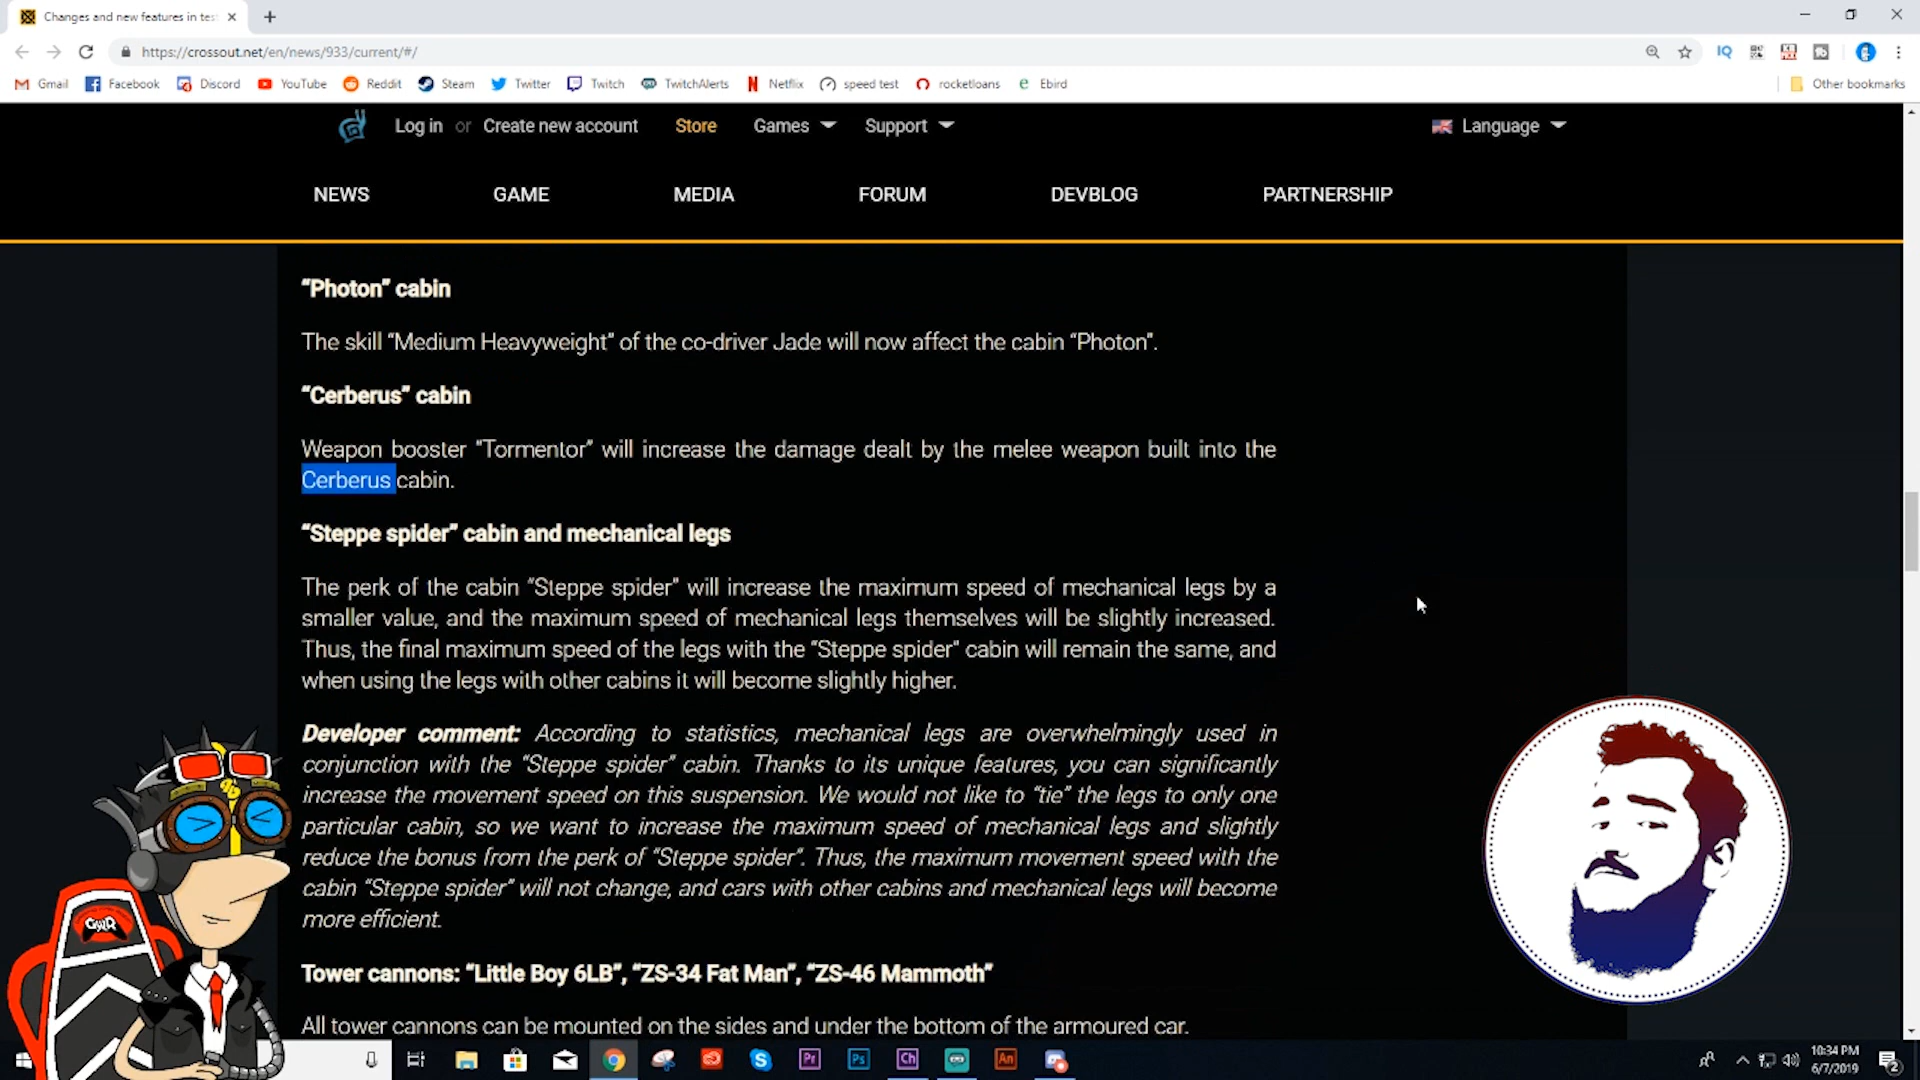 Changes and new features in tes
https://crossout.net/en/news/933/current/#/
IQ
Gmail Facebook Discord YouTube Reddit Steam Twitter Twitch TwitchAlerts Netflix speed test rocketloans Ebird Other bookmarks
Log in or Create new account Store Games Support Language
NEWS GAME MEDIA FORUM DEVBLOG PARTNERSHIP
“Photon” cabin
The skill “Medium Heavyweight” of the co-driver Jade will now affect the cabin “Photon”.
“Cerberus” cabin
Weapon booster “Tormentor” will increase the damage dealt by the melee weapon built into the
Cerberus cabin.
“Steppe spider” cabin and mechanical legs
The perk of the cabin “Steppe spider” will increase the maximum speed of mechanical legs by a
smaller value, and the maximum speed of mechanical legs themselves will be slightly increased.
Thus, the final maximum speed of the legs with the “Steppe spider” cabin will remain the same, and
when using the legs with other cabins it will become slightly higher.
Developer comment: According to statistics, mechanical legs are overwhelmingly used in
conjunction with the “Steppe spider” cabin. Thanks to its unique features, you can significantly
increase the movement speed on this suspension. We would not like to “tie” the legs to only one
particular cabin, so we want to increase the maximum speed of mechanical legs and slightly
reduce the bonus from the perk of “Steppe spider”. Thus, the maximum movement speed with the
cabin “Steppe spider” will not change, and cars with other cabins and mechanical legs will become
more efficient.
Tower cannons: “Little Boy 6LB”, “ZS-34 Fat Man”, “ZS-46 Mammoth”
All tower cannons can be mounted on the sides and under the bottom of the armoured car.
Pr Ps Ch An
10:34 PM
6/7/2019
2